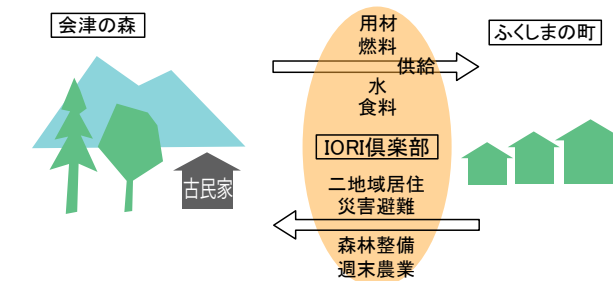 会津の森
用材
燃料
供給
水
食料
ふくしまの町
IORI倶楽部
古民家
二地域居住
災害避難
森林整備
週末農業